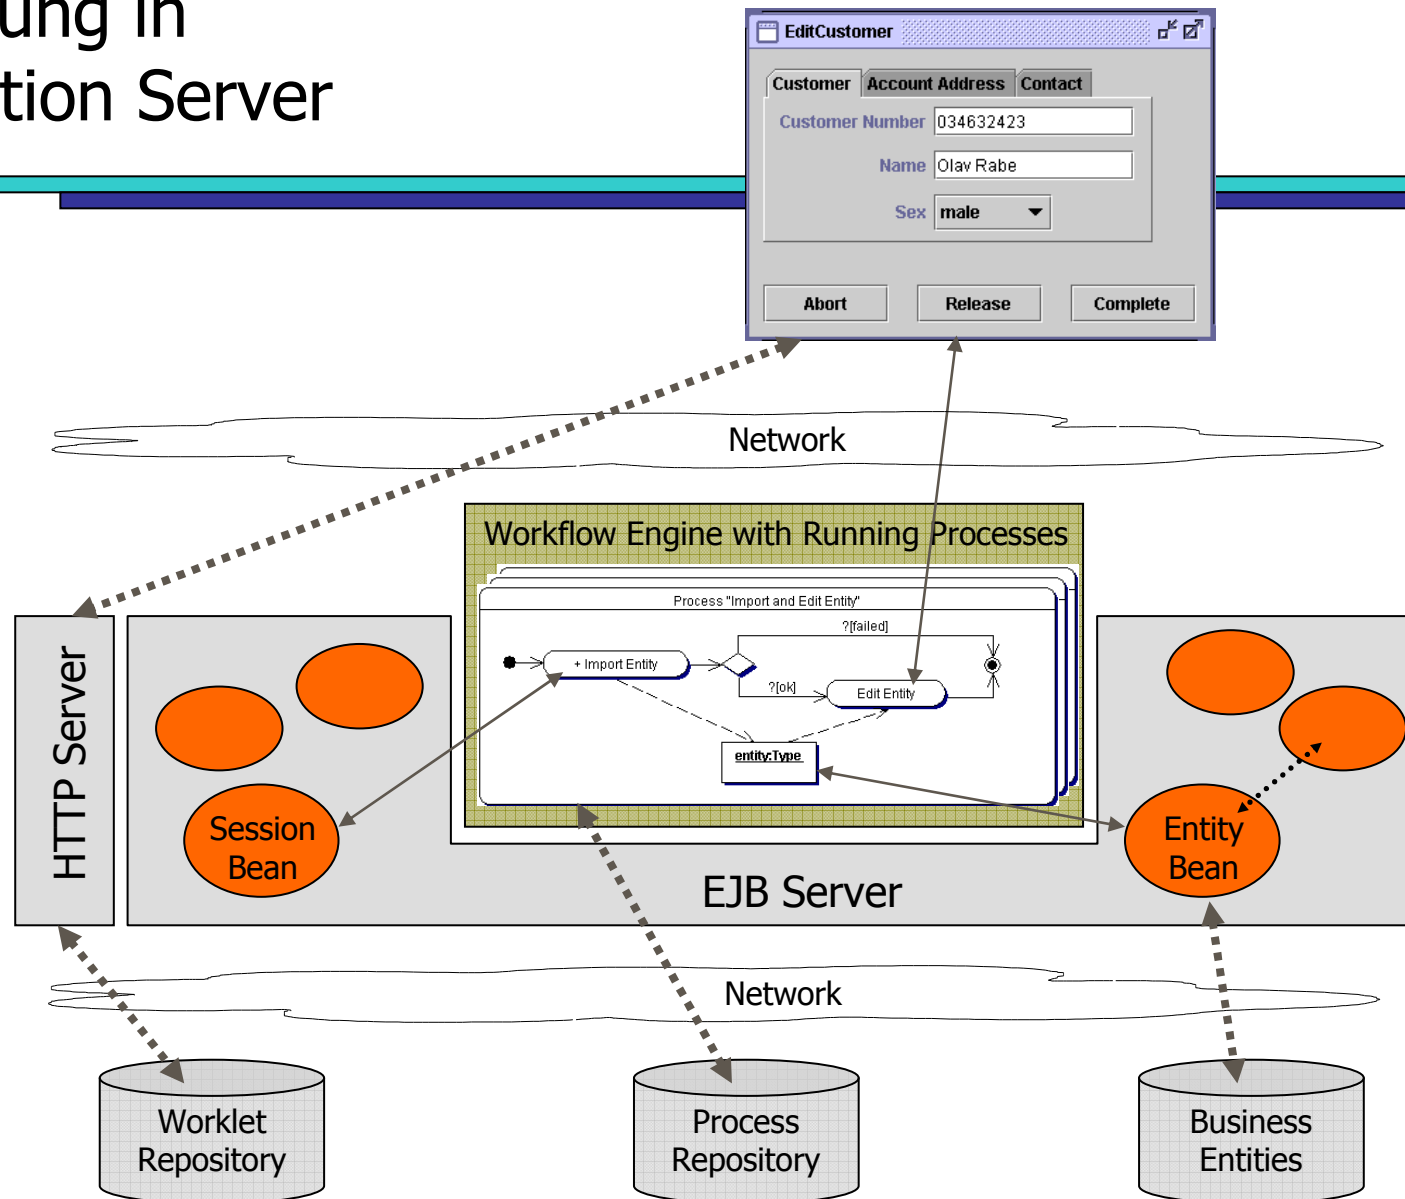 ung in
tion Server
EditCustomer
Customer Account Address Contact
Customer Number 034632423
Name Olav Rabe
Sex male
Abort Release Complete
Network
Workflow Engine with Running Processes
Process "Import and Edit Entity"
?[failed]
+ Import Entity
?[ok]
Edit Entity
entity:Type
HTTP Server
Session
Bean
Entity
Bean
EJB Server
Network
Worklet
Repository
Process
Repository
Business
Entities